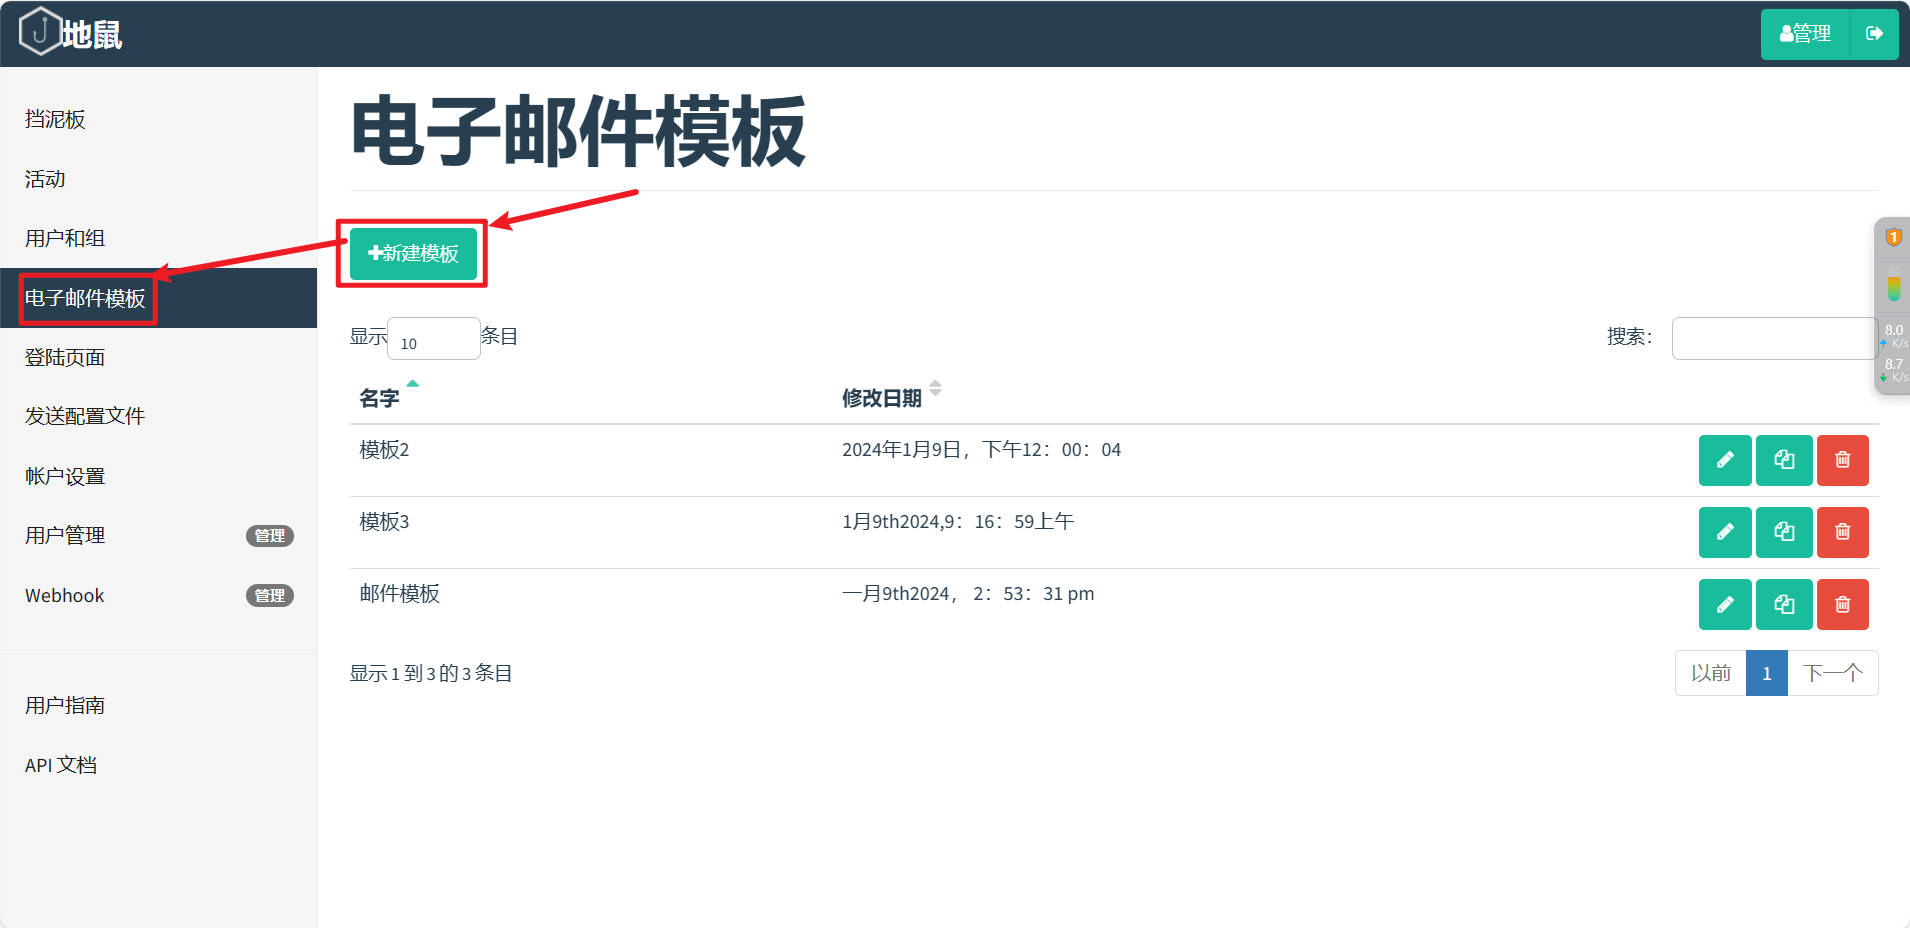 地鼠
管理
挡泥板
活动
用户和组
电子邮件模板
登陆页面
发送配置文件
帐户设置
用户管理 管理
Webhook 管理
用户指南
API 文档
电子邮件模板
新建模板
显示 10 条目
搜索：
名字 修改日期
模板2 2024年1月9日，下午12：00：04
模板3 1月9th2024,9：16：59上午
邮件模板 一月9th2024， 2：53：31 pm
显示 1 到 3 的 3 条目
以前 1 下一个
1
8.0
K/s
8.7
K/s